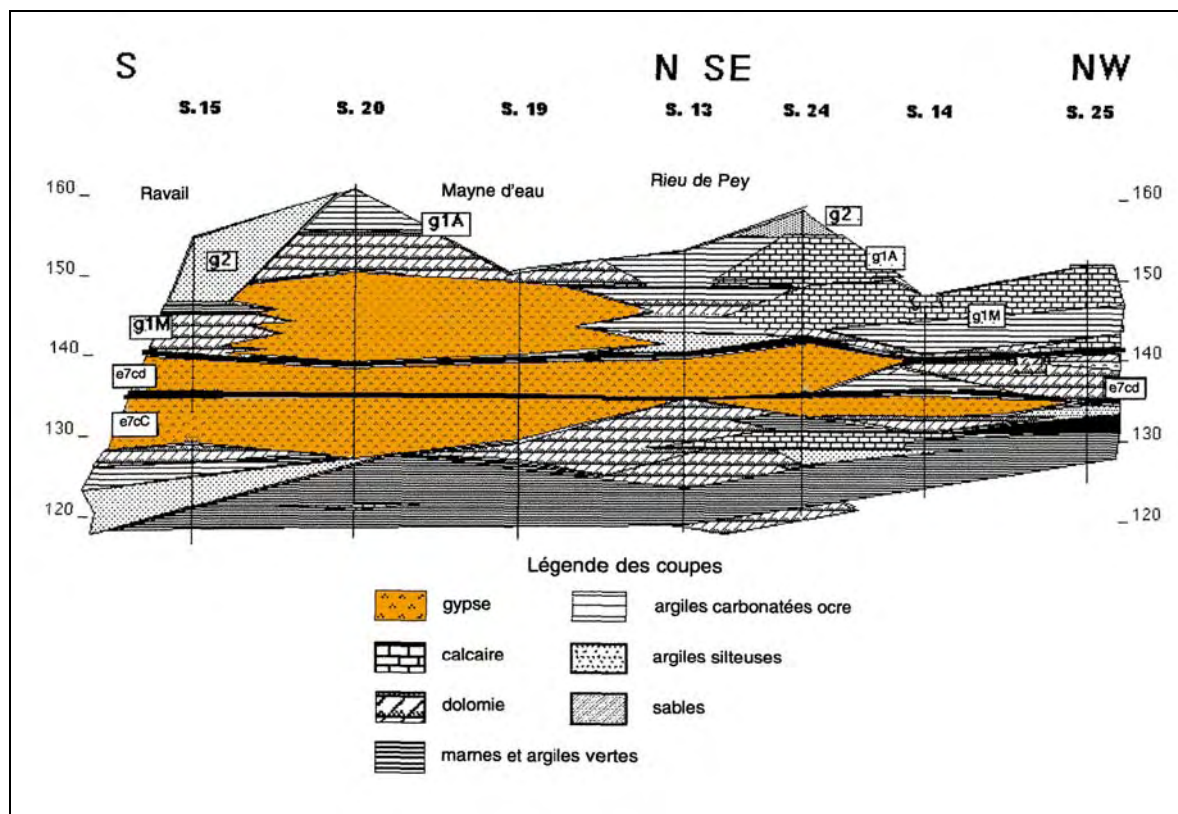 S N SE NW
S.15 S. 20 S. 19 S. 13 S. 24 S. 14 S. 25
160 Ravail Mayne d'eau Rieu de Pey 160
g1A g2
g2 g1A
150 150
g1M g1M
140 140
e7cd e7cd
e7cC
130 130
120 120
Légende des coupes
gypse argiles carbonatées ocre
calcaire argiles silteuses
dolomie sables
marnes et argiles vertes